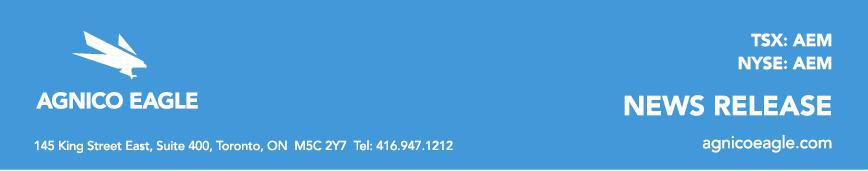 TSX: AEM
NYSE: AEM
AGNICO EAGLE
NEWS RELEASE
145 King Street East, Suite 400, Toronto, ON M5C 2Y7 Tel: 416.947.1212
agnicoeagle.com